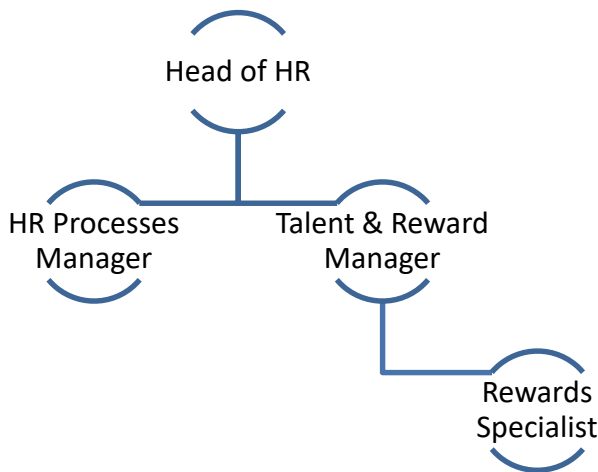 Head of HR
HR Processes
Manager
Talent & Reward
Manager
Rewards
Specialist